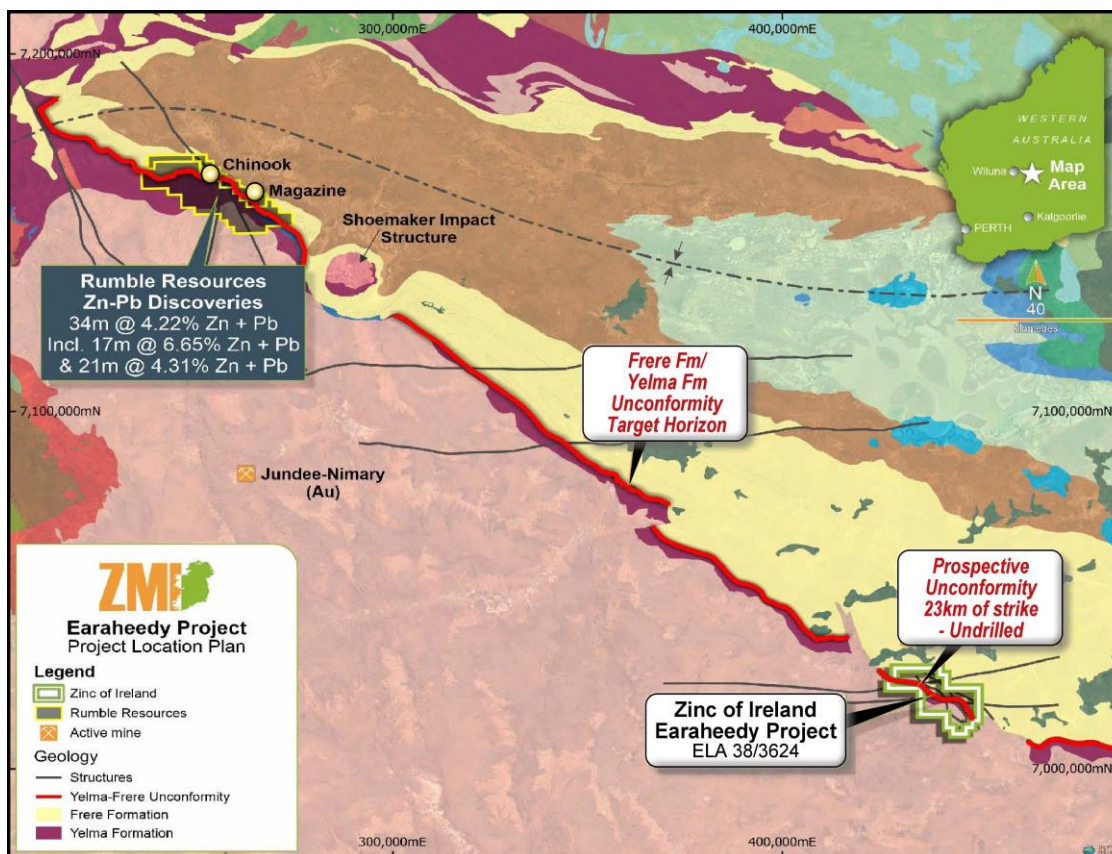 300,000mE
400,000mE
7,200,000mN
WESTERN
AUSTRALIA
Wiluna
Map
Area
Kalgoorlie
PERTH
N
40
kilometres
Chinook
Magazine
Shoemaker Impact
Structure
Rumble Resources
Zn-Pb Discoveries
34m @ 4.22% Zn + Pb
Incl. 17m @ 6.65% Zn + Pb
& 21m @ 4.31% Zn + Pb
Frere Fm/
Yelma Fm
Unconformity
Target Horizon
7,100,000mN
7,100,000mN
Jundee-Nimary
(Au)
Prospective
Unconformity
23km of strike
- Undrilled
Zinc of Ireland
Earaheedy Project
ELA 38/3624
7,000,000mN
ZMI
Earaheedy Project
Project Location Plan
Legend
Zinc of Ireland
Rumble Resources
Active mine
Geology
Structures
Yelma-Frere Unconformity
Frere Formation
Yelma Formation
300,000mE
400,000mE